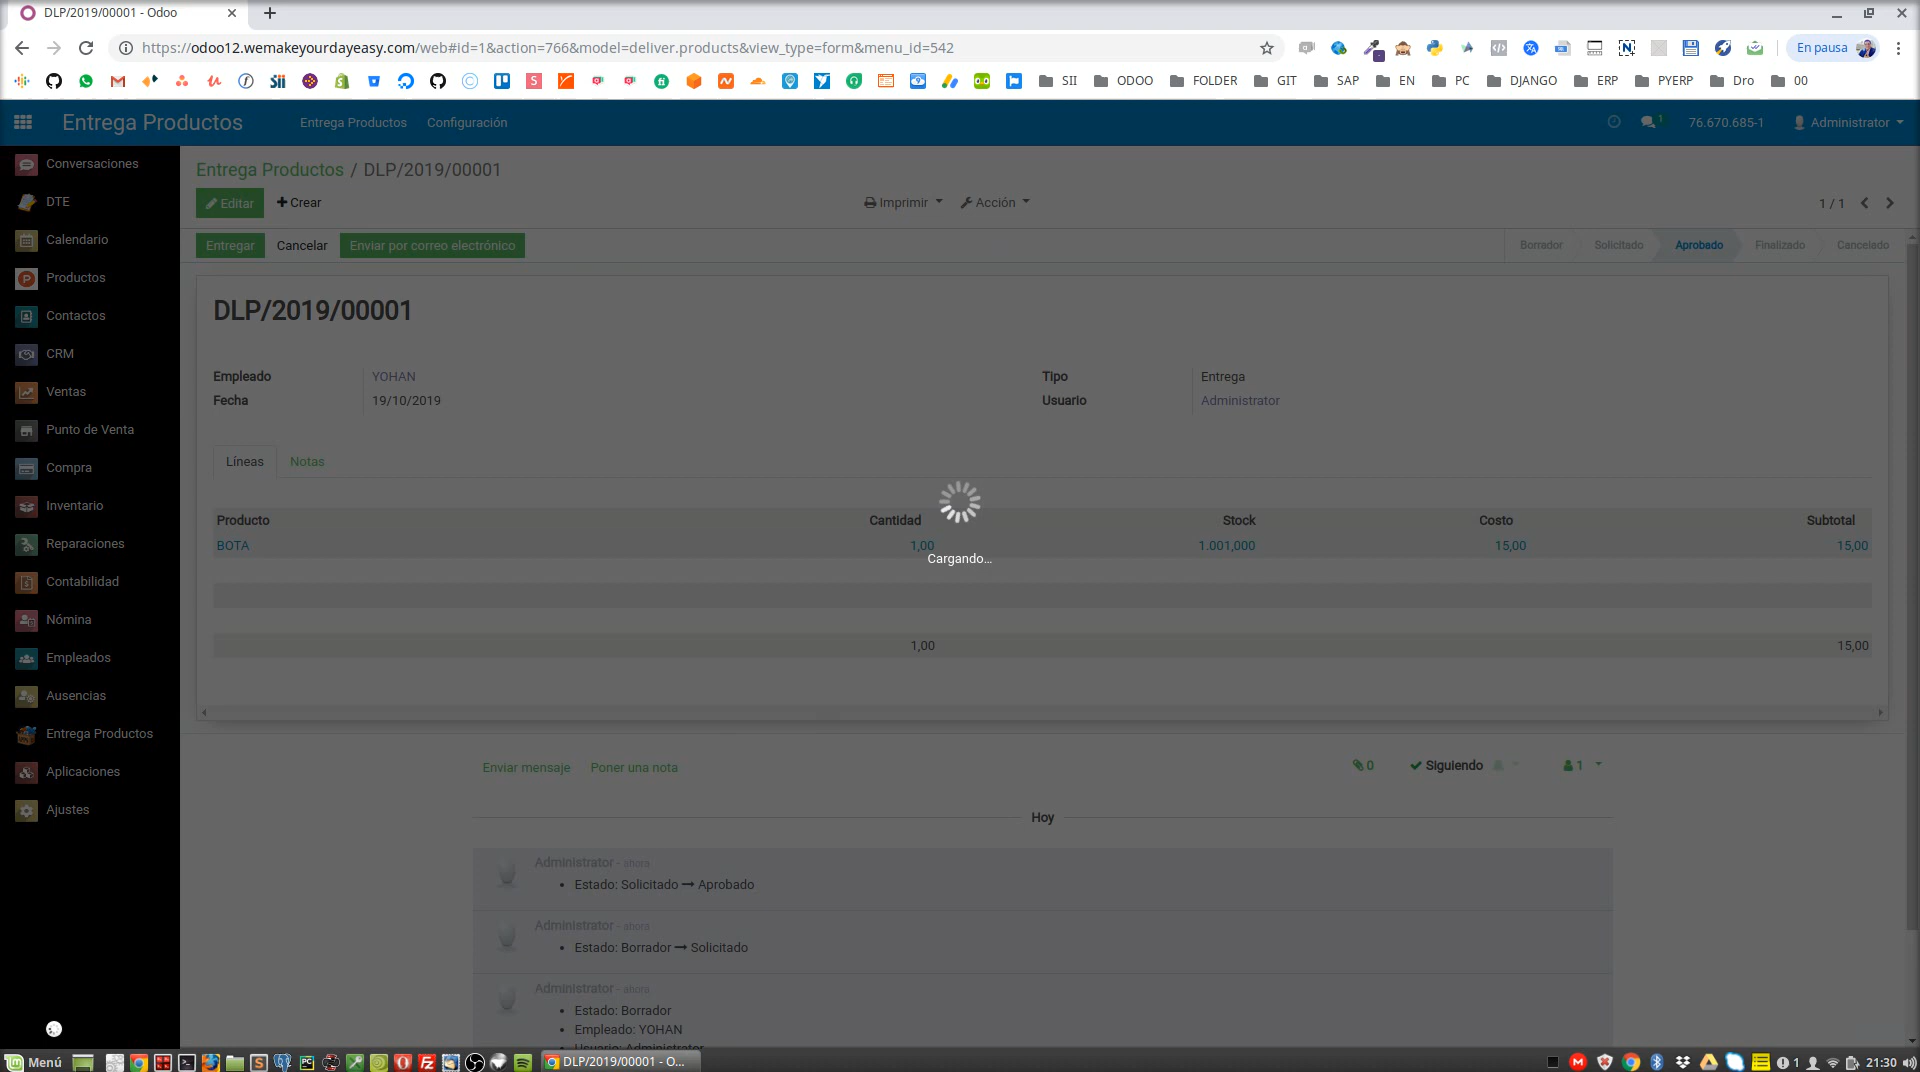 DLP/2019/00001 - Odoo
https://odoo12.wemakeyourdayeasy.com/web#id=1&action=766&model=deliver.products&view_type=form&menu_id=542
En pausa
SII ODOO FOLDER GIT SAP EN PC DJANGO ERP PYERP Dro 00
Entrega Productos Entrega Productos Configuración 1 76.670.685-1 Administrator
Conversaciones
DTE
Calendario
Productos
Contactos
CRM
Ventas
Punto de Venta
Compra
Inventario
Reparaciones
Contabilidad
Nómina
Empleados
Ausencias
Entrega Productos
Aplicaciones
Ajustes
Entrega Productos / DLP/2019/00001
Editar Crear Imprimir Acción 1 / 1
Entregar Cancelar Enviar por correo electrónico Borrador Solicitado Aprobado Finalizado Cancelado
DLP/2019/00001
Empleado YOHAN Tipo Entrega
Fecha 19/10/2019 Usuario Administrator
Líneas Notas
Producto Cantidad Stock Costo Subtotal
BOTA 1,00 1.001,000 15,00 15,00
Cargando...
1,00 15,00
Enviar mensaje Poner una nota 0 Siguiendo 1
Hoy
Administrator - ahora
• Estado: Solicitado → Aprobado
Administrator - ahora
• Estado: Borrador → Solicitado
Administrator - ahora
• Estado: Borrador
• Empleado: YOHAN
• Usuario: Administrator
Menú DLP/2019/00001 - O... 1 21:30